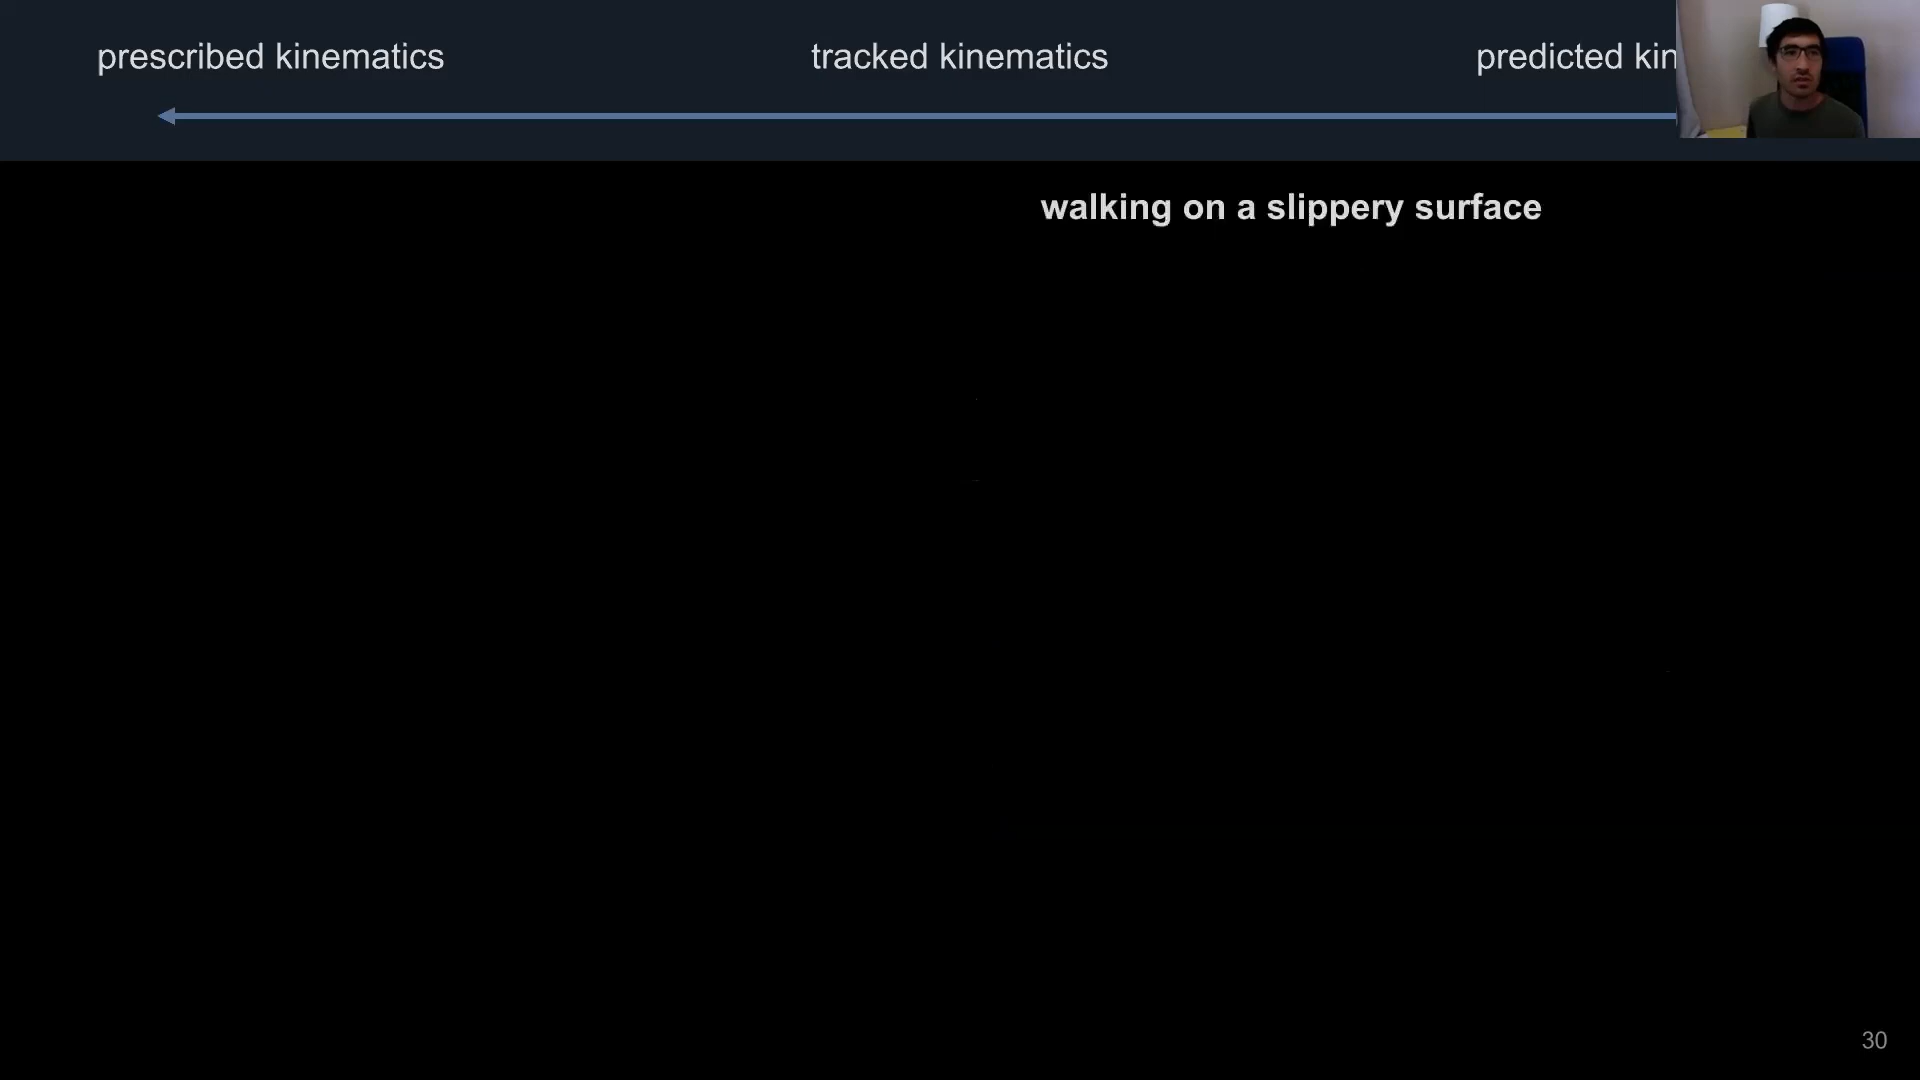 prescribed kinematics
tracked kinematics
predicted kin
walking on a slippery surface
30